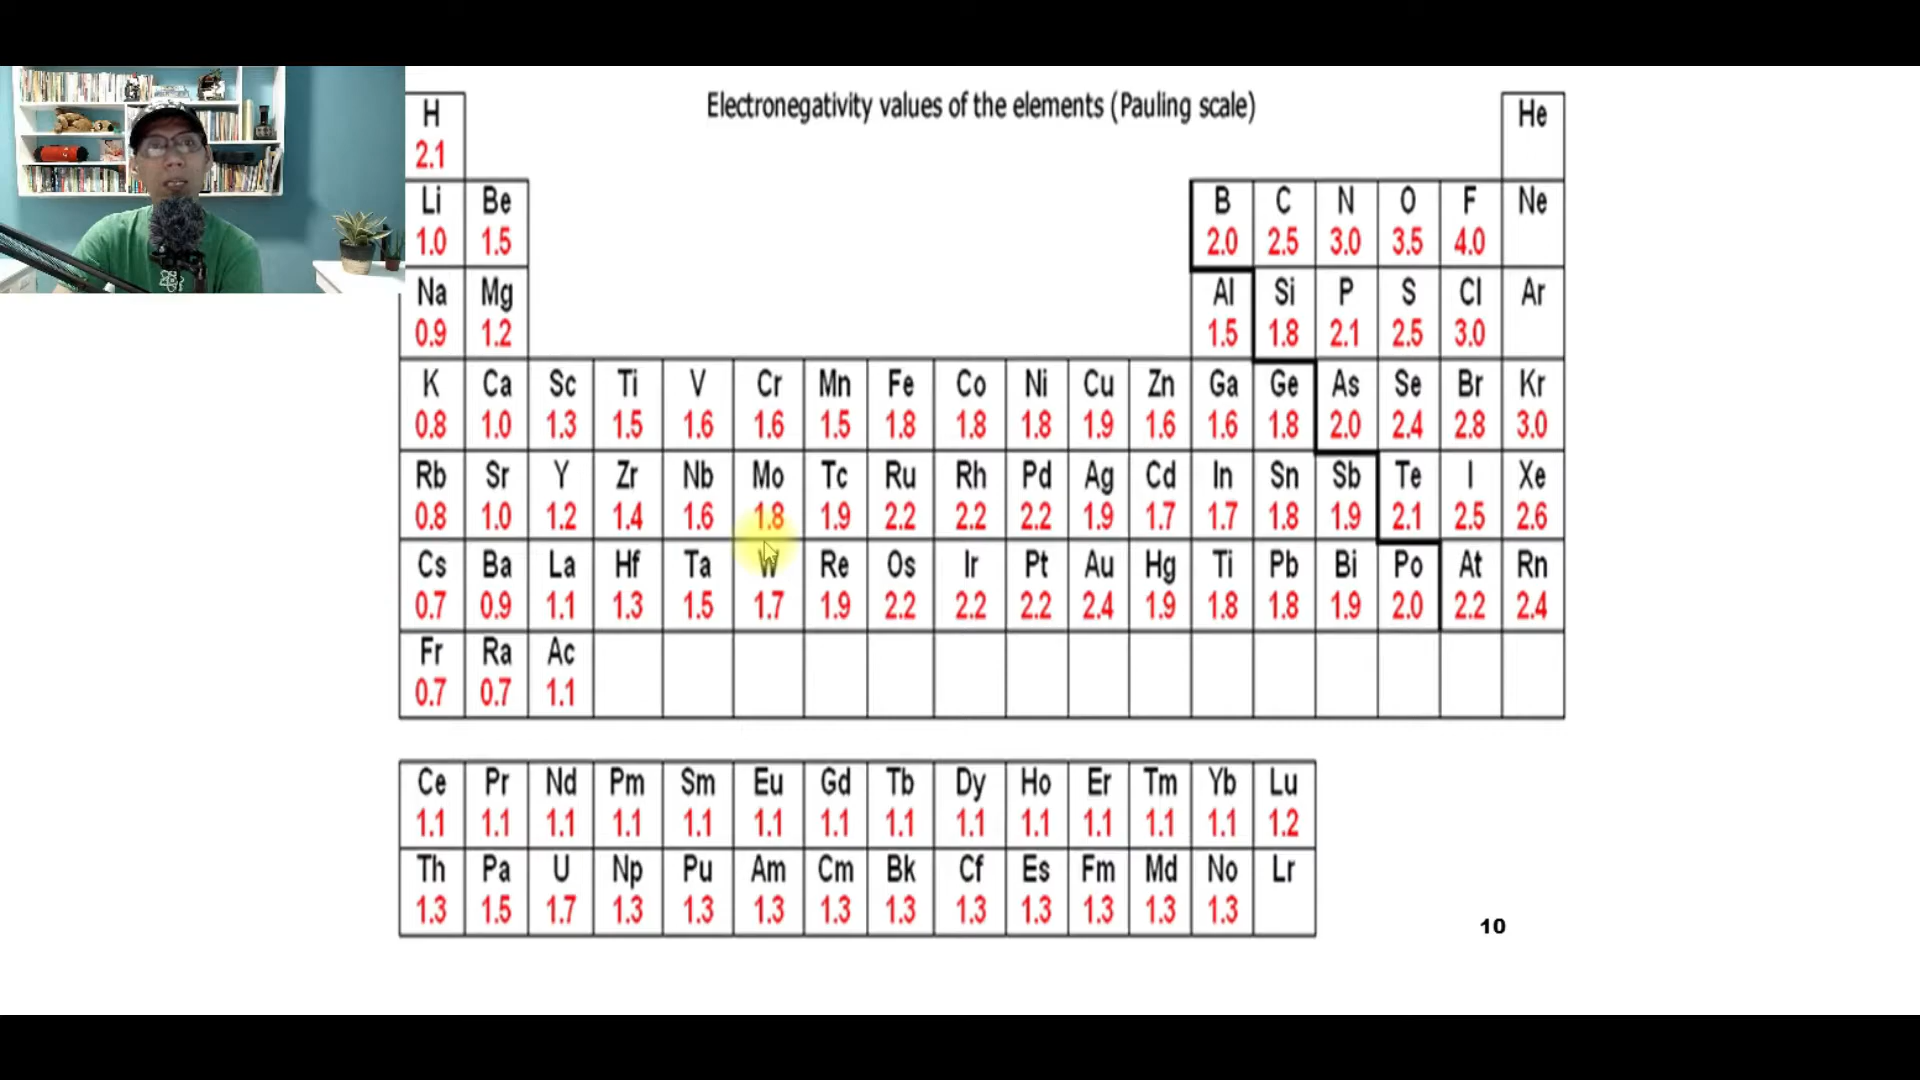 Electronegativity values of the elements (Pauling scale)
H He
2.1
Li Be B C N O F Ne
1.0 1.5 2.0 2.5 3.0 3.5 4.0
Na Mg Al Si P S Cl Ar
0.9 1.2 1.5 1.8 2.1 2.5 3.0
K Ca Sc Ti V Cr Mn Fe Co Ni Cu Zn Ga Ge As Se Br Kr
0.8 1.0 1.3 1.5 1.6 1.6 1.5 1.8 1.8 1.8 1.9 1.6 1.6 1.8 2.0 2.4 2.8 3.0
Rb Sr Y Zr Nb Mo Tc Ru Rh Pd Ag Cd In Sn Sb Te I Xe
0.8 1.0 1.2 1.4 1.6 1.8 1.9 2.2 2.2 2.2 1.9 1.7 1.7 1.8 1.9 2.1 2.5 2.6
Cs Ba La Hf Ta W Re Os Ir Pt Au Hg Ti Pb Bi Po At Rn
0.7 0.9 1.1 1.3 1.5 1.7 1.9 2.2 2.2 2.2 2.4 1.9 1.8 1.8 1.9 2.0 2.2 2.4
Fr Ra Ac
0.7 0.7 1.1
Ce Pr Nd Pm Sm Eu Gd Tb Dy Ho Er Tm Yb Lu
1.1 1.1 1.1 1.1 1.1 1.1 1.1 1.1 1.1 1.1 1.1 1.1 1.1 1.2
Th Pa U Np Pu Am Cm Bk Cf Es Fm Md No Lr
1.3 1.5 1.7 1.3 1.3 1.3 1.3 1.3 1.3 1.3 1.3 1.3 1.3
10